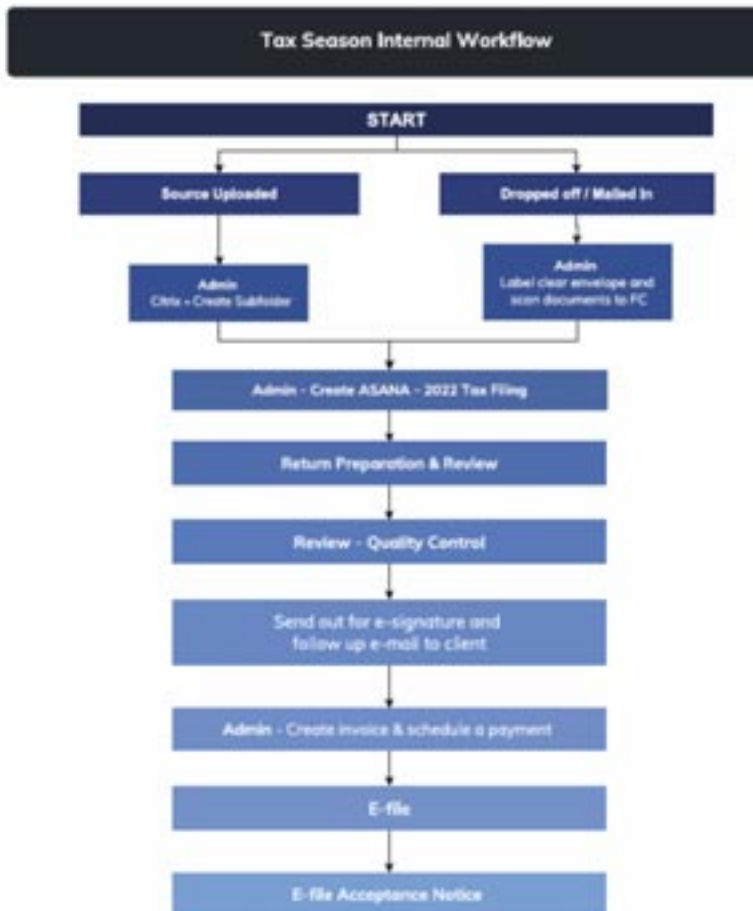 Tax Season Internal Workflow
START
Source Uploaded
Dropped off / Mailed In
Admin
Citrix - Create Subfolder
Admin
Label clear envelope and
scan documents to FC
Admin - Create ASANA - 2022 Tax Filing
Return Preparation & Review
Review - Quality Control
Send out for e-signature and
follow up e-mail to client
Admin - Create invoice & schedule a payment
E-file
E-file Acceptance Notice